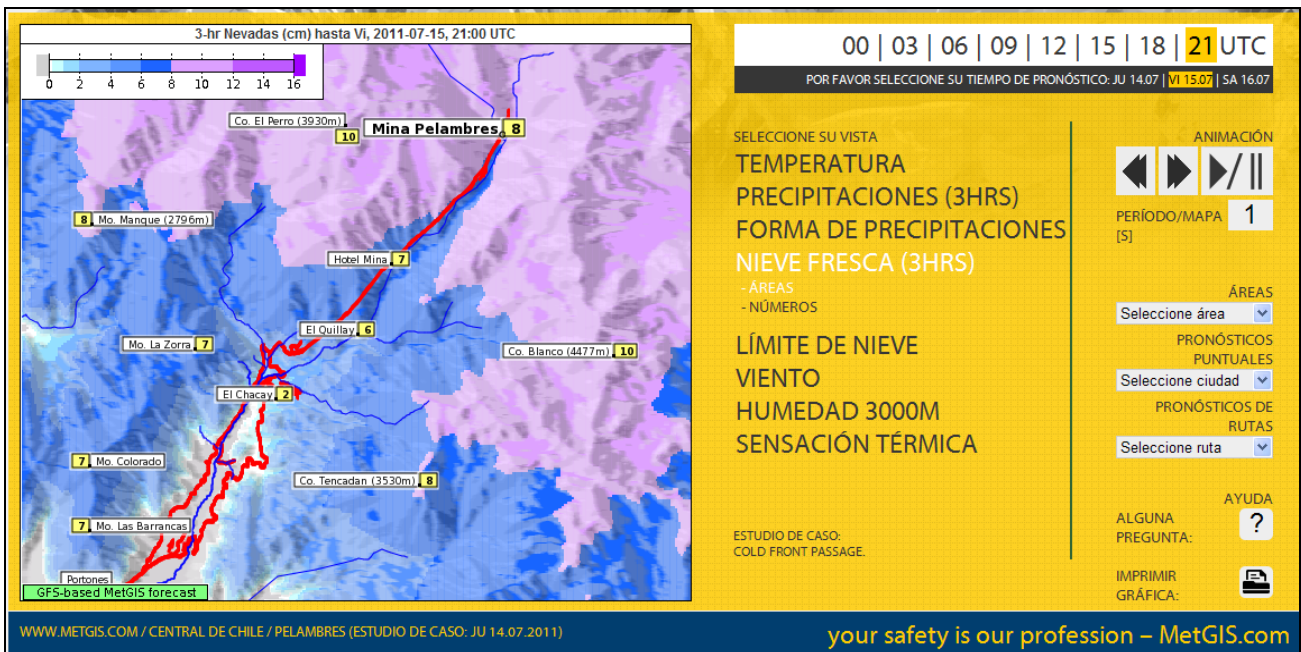 3-hr Nevadas (cm) hasta Vi, 2011-07-15, 21:00 UTC
0 2 4 6 8 10 12 14 16
Co. El Perro (3930m)
10
Mina Pelambres 8
8 Mo. Manque (2796m)
Hotel Mina 7
El Quillay 6
Mo. La Zorra 7
Co. Blanco (4477m) 10
El Chacay 2
7 Mo. Colorado
Co. Tencadan (3530m) 8
7 Mo. Las Barrancas
Portones
GFS-based MetGIS forecast
00 | 03 | 06 | 09 | 12 | 15 | 18 | 21 UTC
POR FAVOR SELECCIONE SU TIEMPO DE PRONÓSTICO: JU 14.07 | VI 15.07 | SA 16.07
SELECCIONE SU VISTA
TEMPERATURA
PRECIPITACIONES (3HRS)
FORMA DE PRECIPITACIONES
NIEVE FRESCA (3HRS)
- ÁREAS
- NÚMEROS
LÍMITE DE NIEVE
VIENTO
HUMEDAD 3000M
SENSACIÓN TÉRMICA
ESTUDIO DE CASO:
COLD FRONT PASSAGE.
ANIMACIÓN
PERÍODO/MAPA 1
[S]
ÁREAS
Seleccione área
PRONÓSTICOS
PUNTUALES
Seleccione ciudad
PRONÓSTICOS DE
RUTAS
Seleccione ruta
AYUDA
ALGUNA
PREGUNTA: ?
IMPRIMIR
GRÁFICA:
WWW.METGIS.COM / CENTRAL DE CHILE / PELAMBRES (ESTUDIO DE CASO: JU 14.07.2011)
your safety is our profession – MetGIS.com